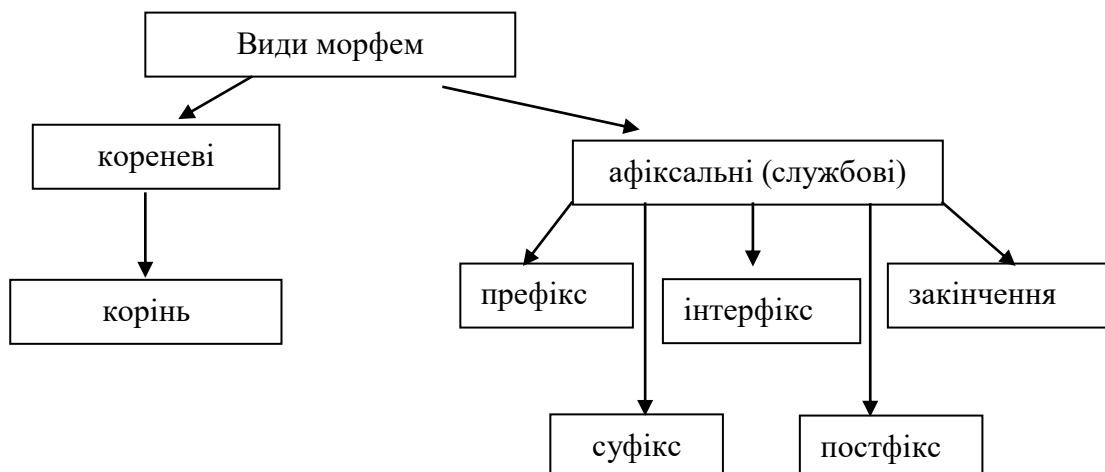 Види морфем
кореневі
афіксальні (службові)
корінь
префікс
інтерфікс
закінчення
суфікс
постфікс